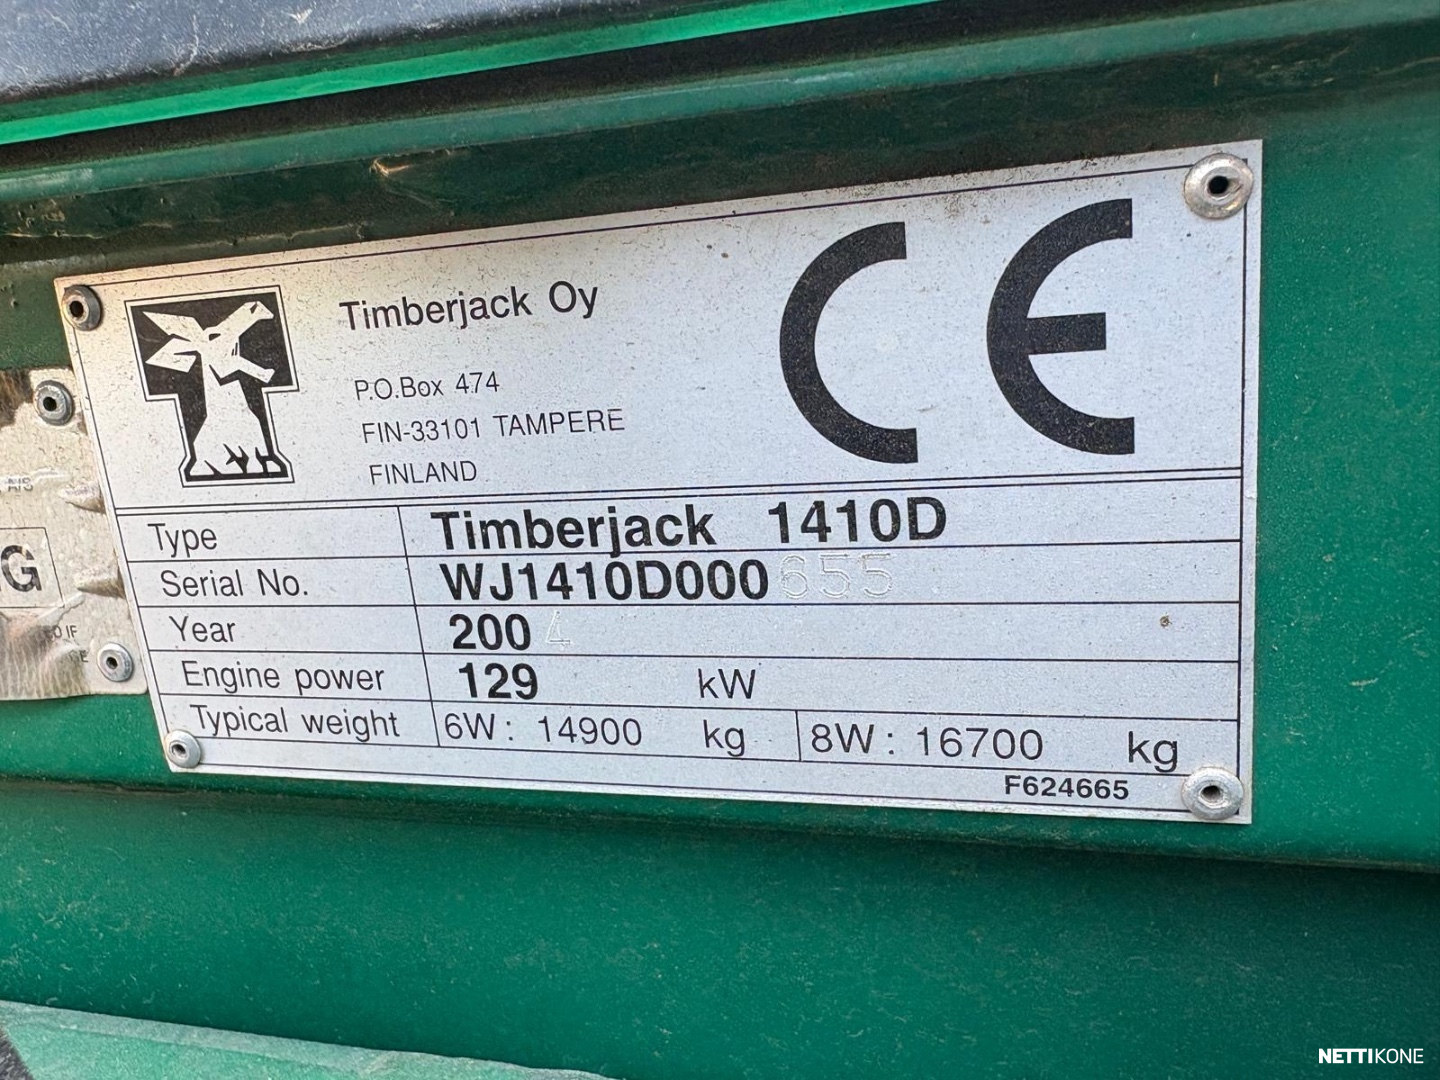 Timberjack Oy
P.O.Box 474
FIN-33101 TAMPERE
FINLAND
CE
Type Timberjack 1410D
Serial No. WJ1410D000655
Year 2004
Engine power 129 kW
Typical weight 6W: 14900 kg 8W: 16700 kg
F624665
A/S
G
IF
NETTIKONE